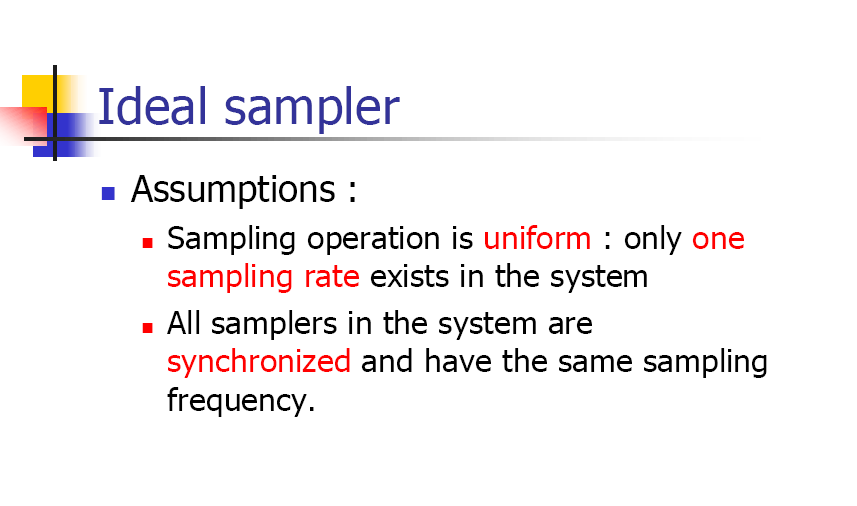 Ideal sampler
Assumptions :
Sampling operation is uniform : only one
sampling rate exists in the system
All samplers in the system are
synchronized and have the same sampling
frequency.